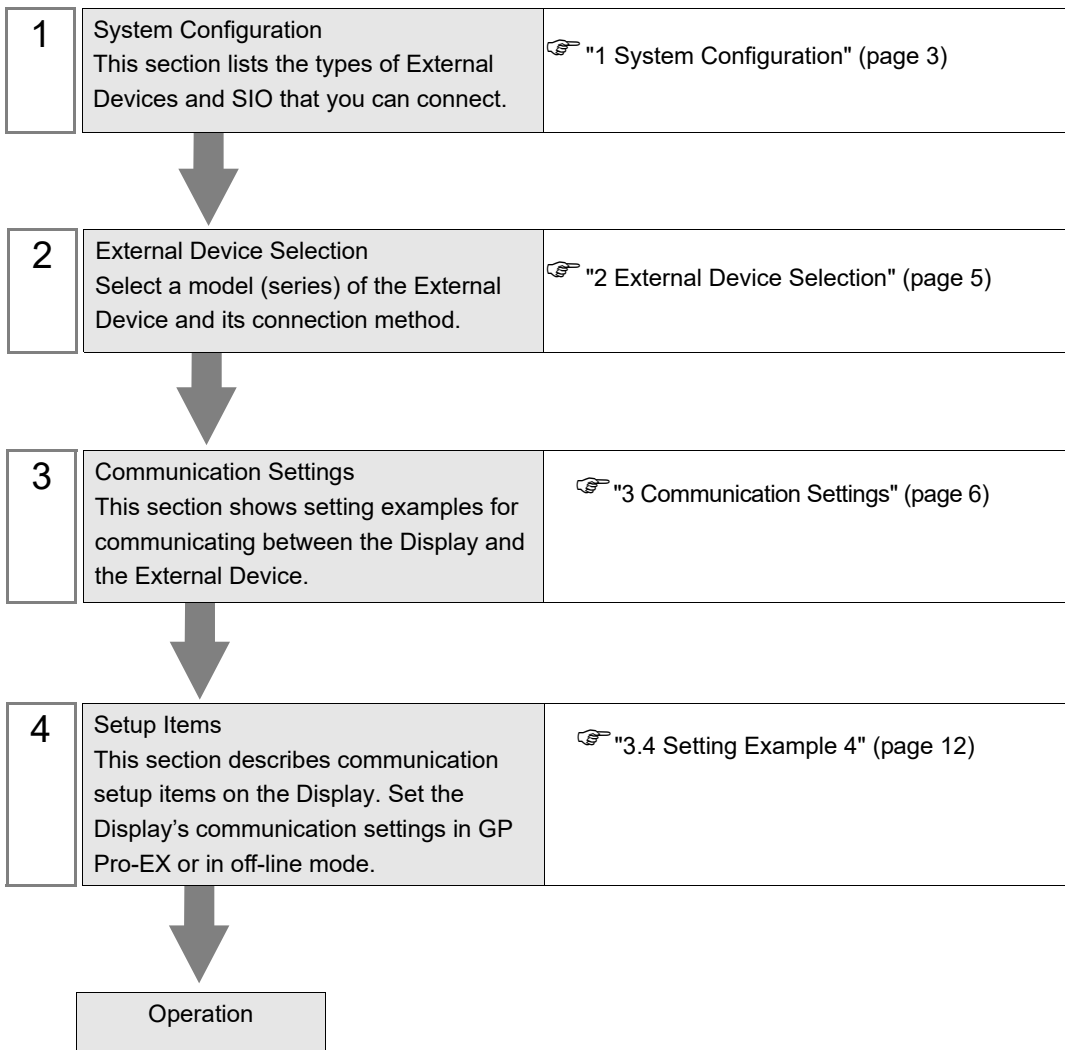 1
System Configuration
This section lists the types of External
Devices and SIO that you can connect.
"1 System Configuration" (page 3)
2
External Device Selection
Select a model (series) of the External
Device and its connection method.
"2 External Device Selection" (page 5)
3
Communication Settings
This section shows setting examples for
communicating between the Display and
the External Device.
"3 Communication Settings" (page 6)
4
Setup Items
This section describes communication
setup items on the Display. Set the
Display’s communication settings in GP
Pro-EX or in off-line mode.
"3.4 Setting Example 4" (page 12)
Operation